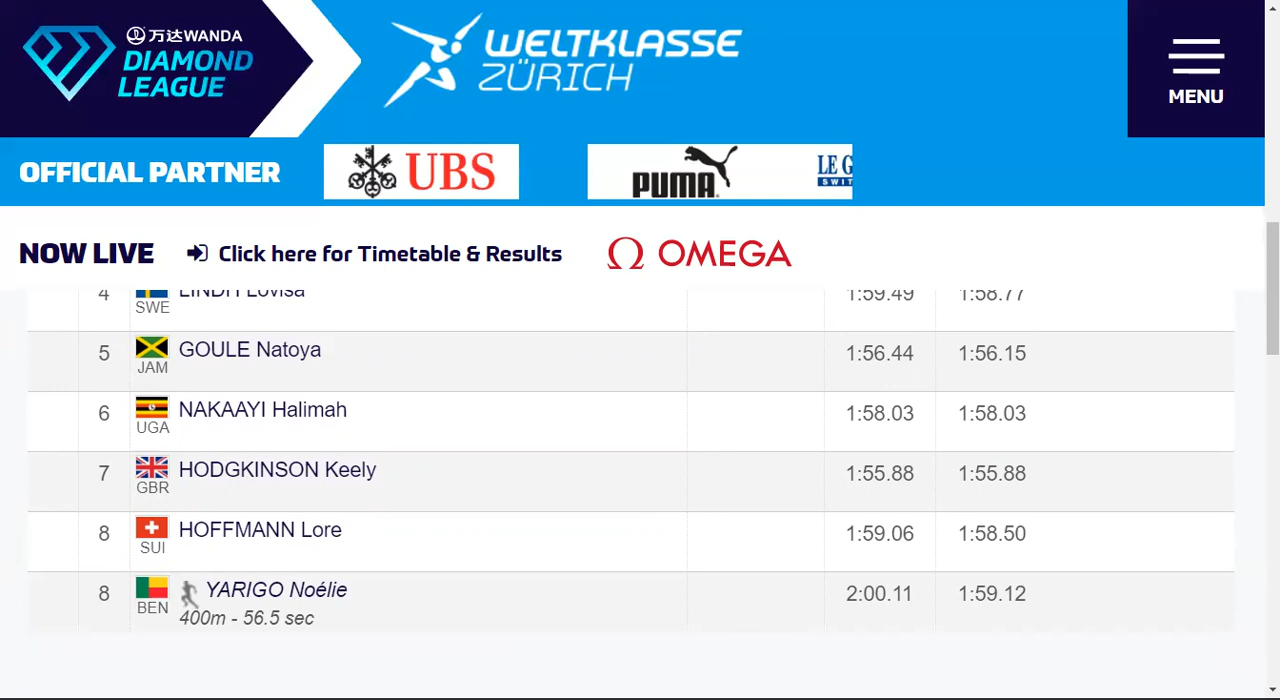 万达WANDA
DIAMOND
LEAGUE
WELTKLASSE
ZÜRICH
MENU
OFFICIAL PARTNER
UBS
PUMA
LE G
SWIT
NOW LIVE
Click here for Timetable & Results
OMEGA
4 LINDH Lovisa 1:59.49 1:58.77
SWE
5 GOULE Natoya 1:56.44 1:56.15
JAM
6 NAKAAYI Halimah 1:58.03 1:58.03
UGA
7 HODGKINSON Keely 1:55.88 1:55.88
GBR
8 HOFFMANN Lore 1:59.06 1:58.50
SUI
8 YARIGO Noélie 2:00.11 1:59.12
BEN 400m - 56.5 sec